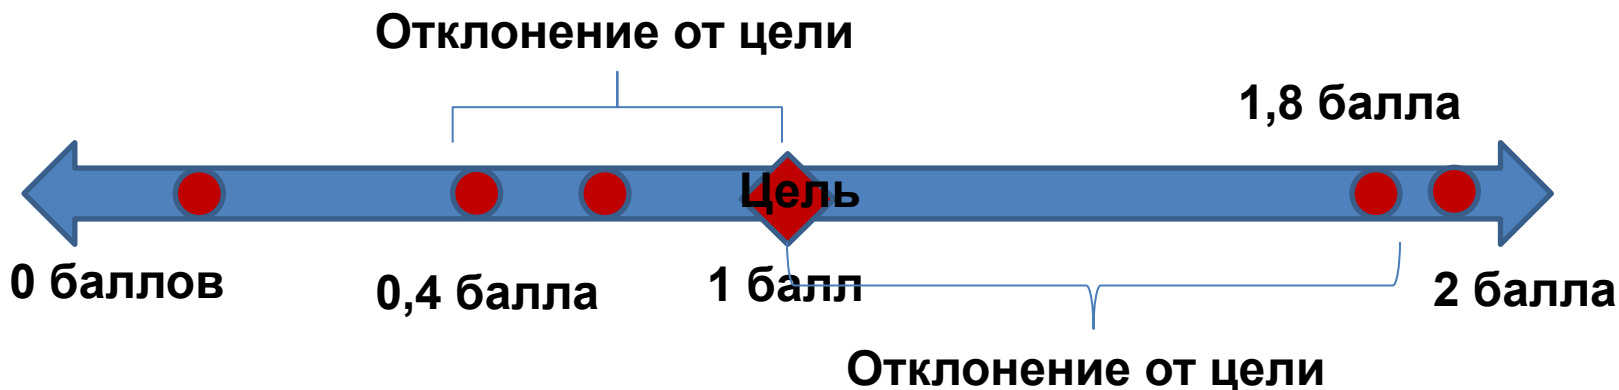 Отклонение от цели
1,8 балла
Цель
0 баллов
0,4 балла
1 балл
2 балла
Отклонение от цели